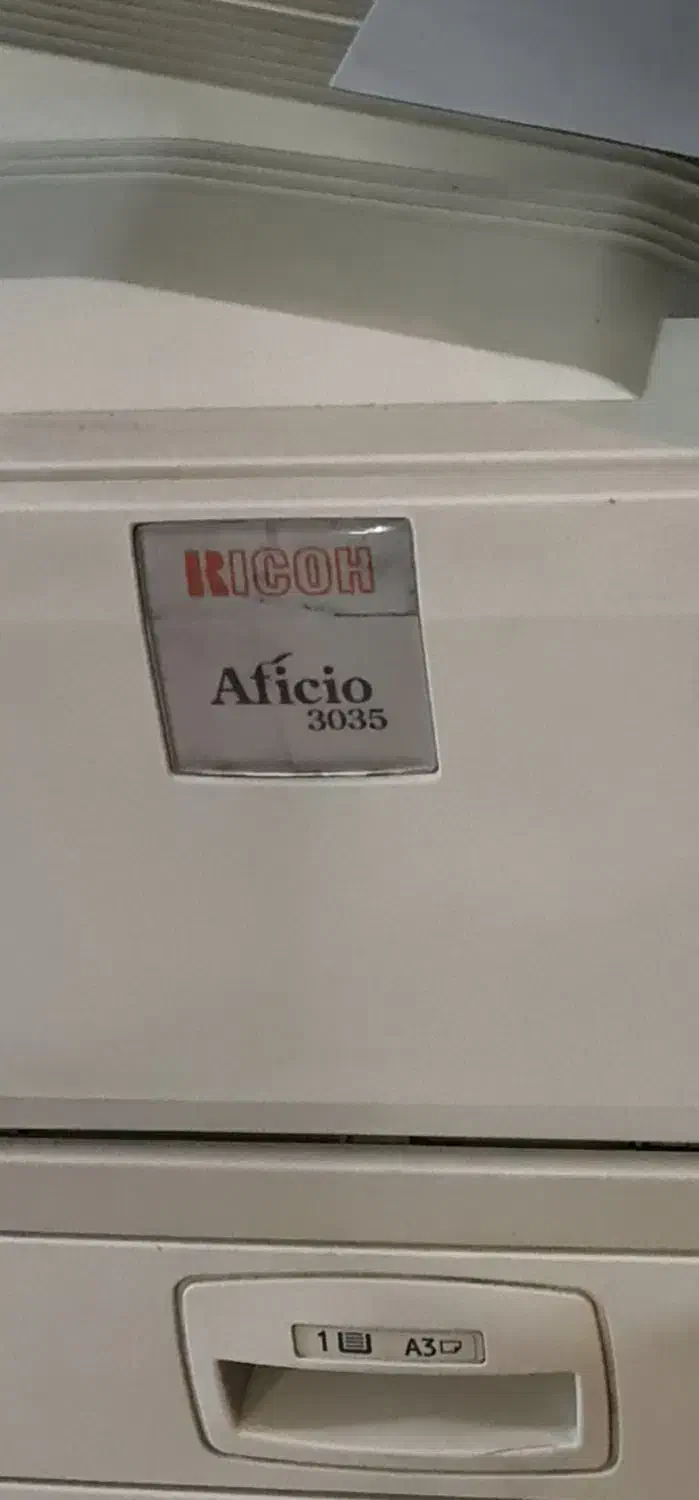 RICOH
Aficio
3035
1 A3